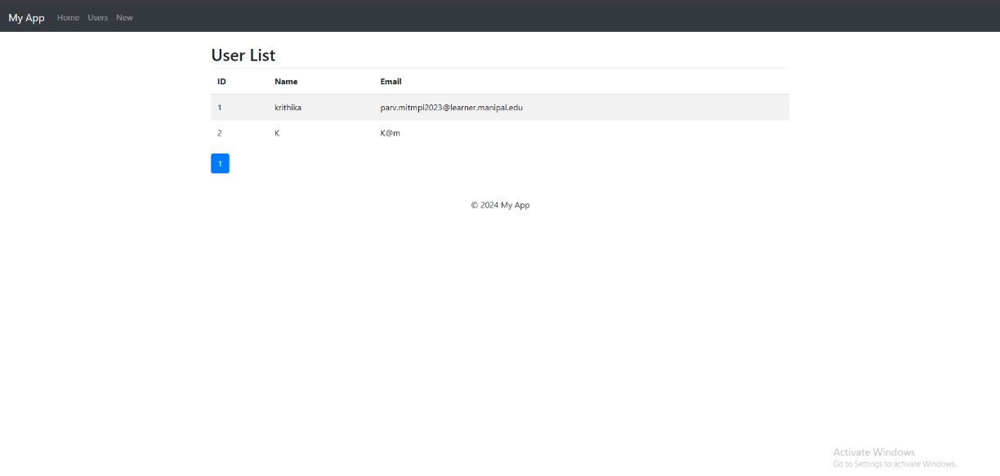 My App Home Users New
User List
ID Name Email
1 krithika parv.mitmpl2023@learner.manipal.edu
2 K K@m
1
© 2024 My App
Activate Windows
Go to Settings to activate Windows.